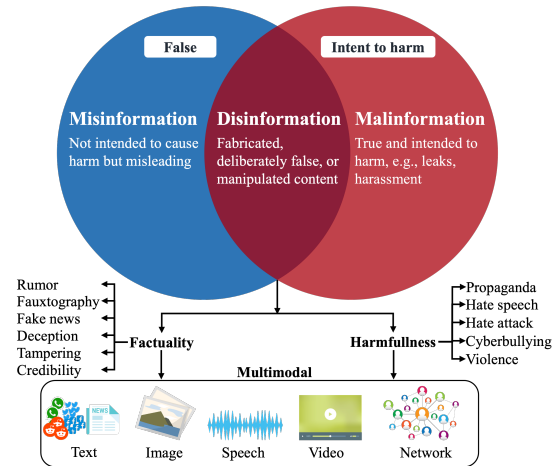 False
Intent to harm
Misinformation
Not intended to cause
harm but misleading
Disinformation
Fabricated,
deliberately false, or
manipulated content
Malinformation
True and intended to
harm, e.g., leaks,
harassment
Rumor
Fauxtography
Fake news
Deception
Tampering
Credibility
Factuality
Harmfullness
Propaganda
Hate speech
Hate attack
Cyberbullying
Violence
Multimodal
NEWS
Text
Image
Speech
Video
Network